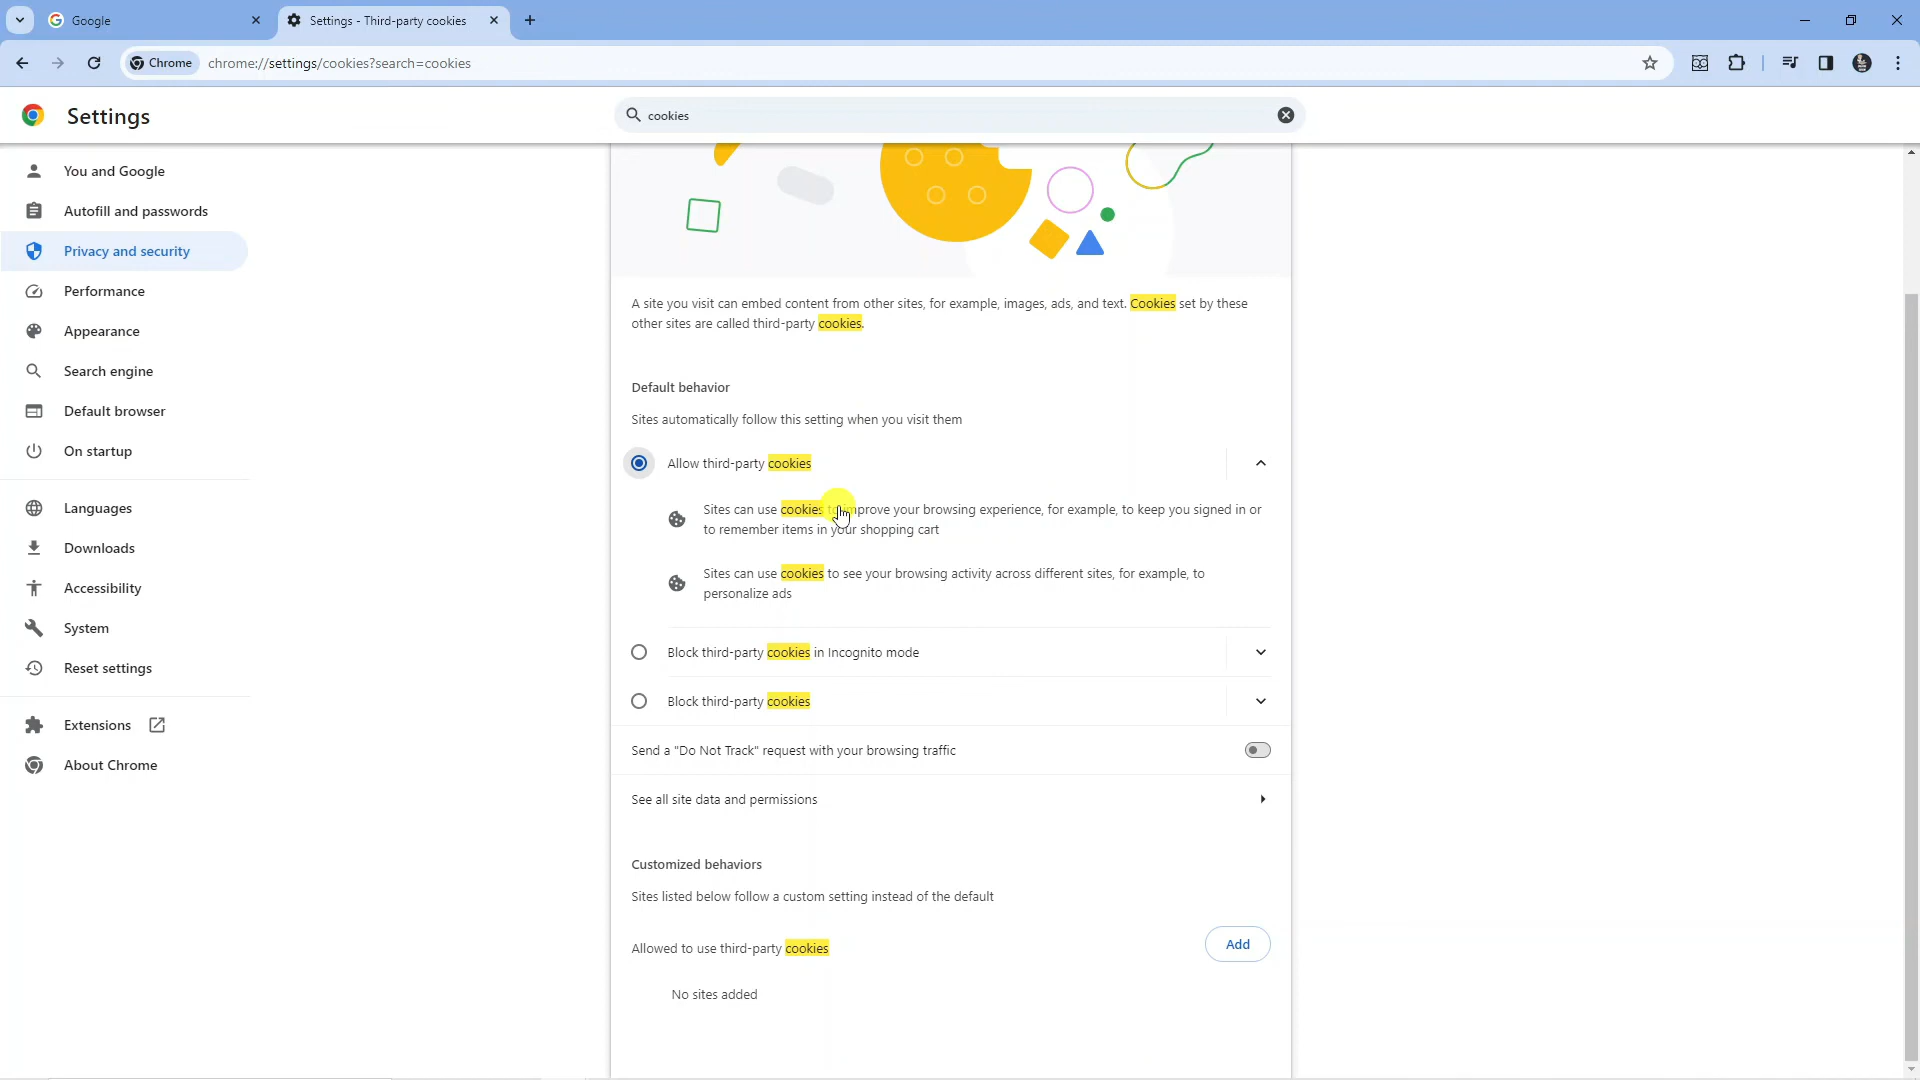 Google
Settings - Third-party cookies
Chrome
chrome://settings/cookies?search=cookies
Settings
cookies
You and Google
Autofill and passwords
Privacy and security
Performance
Appearance
Search engine
Default browser
On startup
Languages
Downloads
Accessibility
System
Reset settings
Extensions
About Chrome
A site you visit can embed content from other sites, for example, images, ads, and text. Cookies set by these
other sites are called third-party cookies.
Default behavior
Sites automatically follow this setting when you visit them
Allow third-party cookies
Sites can use cookies to improve your browsing experience, for example, to keep you signed in or
to remember items in your shopping cart
Sites can use cookies to see your browsing activity across different sites, for example, to
personalize ads
Block third-party cookies in Incognito mode
Block third-party cookies
Send a "Do Not Track" request with your browsing traffic
See all site data and permissions
Customized behaviors
Sites listed below follow a custom setting instead of the default
Allowed to use third-party cookies
Add
No sites added